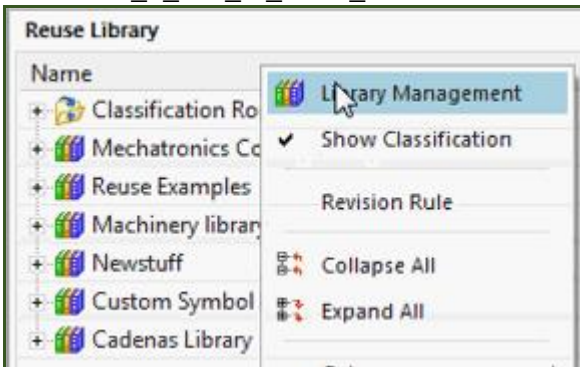 Reuse Library
Name
Library Management
Classification Ro
Show Classification
Mechatronics Co
Reuse Examples
Revision Rule
Machinery library
Newstuff
Collapse All
Custom Symbol
Expand All
Cadenas Library